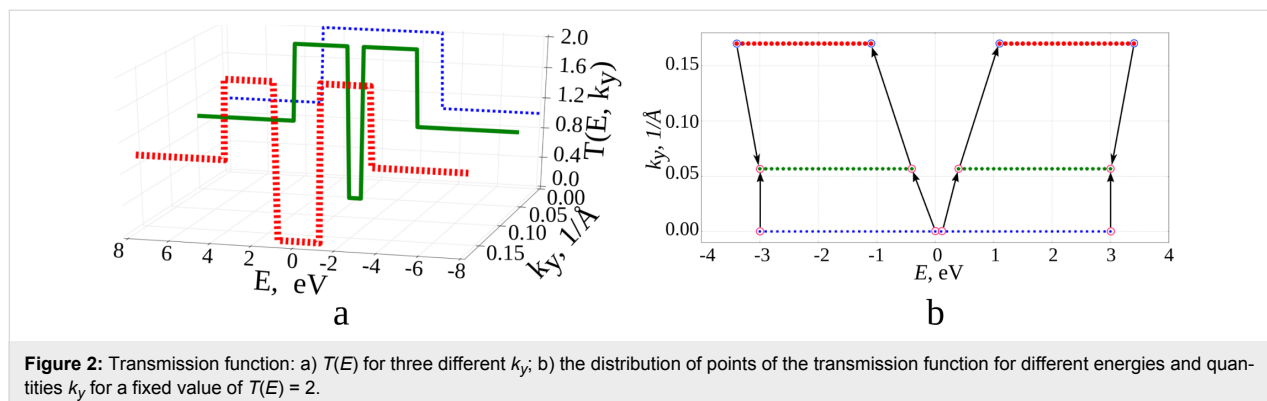 2.0
1.6
1.2
0.8
0.4
0.0
T(E, ky)
0.00
0.05
0.10
0.15
ky, 1/Å
8 6 4 2 0 -2 -4 -6 -8
E, eV
a
0.15
0.10
0.05
0.00
ky, 1/Å
-4 -3 -2 -1 0 1 2 3 4
E, eV
b
Figure 2: Transmission function: a) T(E) for three different ky; b) the distribution of points of the transmission function for different energies and quan-
tities ky for a fixed value of T(E) = 2.